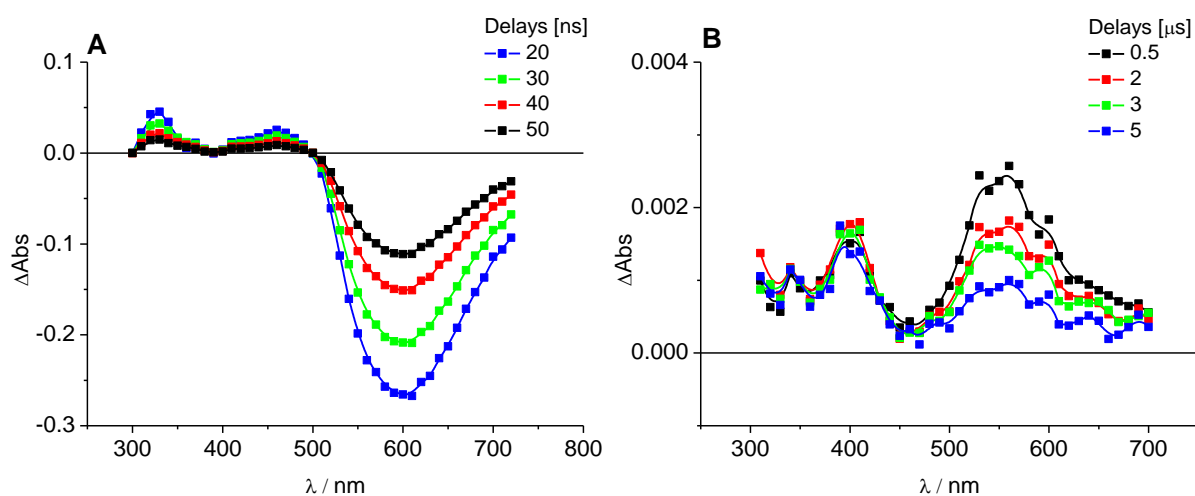 A
Delays [ns]
20
30
40
50
0.1
0.0
-0.1
-0.2
-0.3
ΔAbs
300 400 500 600 700 800
λ / nm
B
Delays [μs]
0.5
2
3
5
0.004
0.002
0.000
ΔAbs
300 400 500 600 700
λ / nm